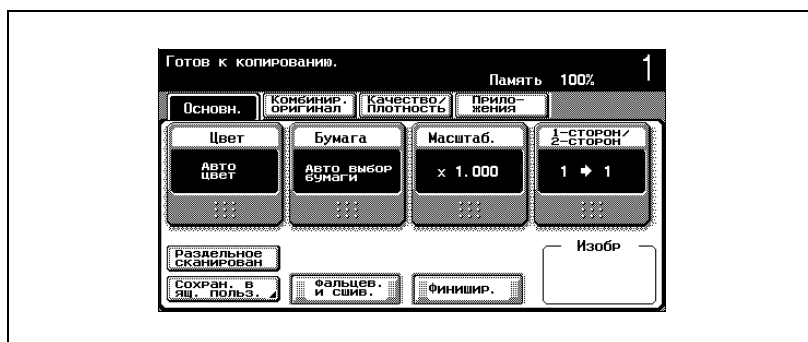 Готов к копированию.
Память 100%
1
Основн.
Комбинир.
оригинал
Качество/
плотность
Прило-
жения
Цвет
Авто
цвет
Бумага
Авто выбор
бумаги
Масштаб.
x 1.000
1-сторон/
2-сторон
1 ➔ 1
Раздельное
сканирован
Изобр
Сохран. в
ящ. польз.
Фальцев.
и сшив.
Финишир.